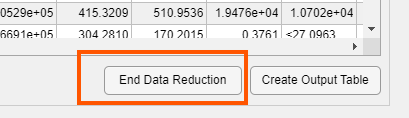 0529e+05 415.3209 510.9536 1.9476e+04 1.0702e+04
6691e+05 304.2810 170.2015 0.3761 <27.0963
End Data Reduction Create Output Table